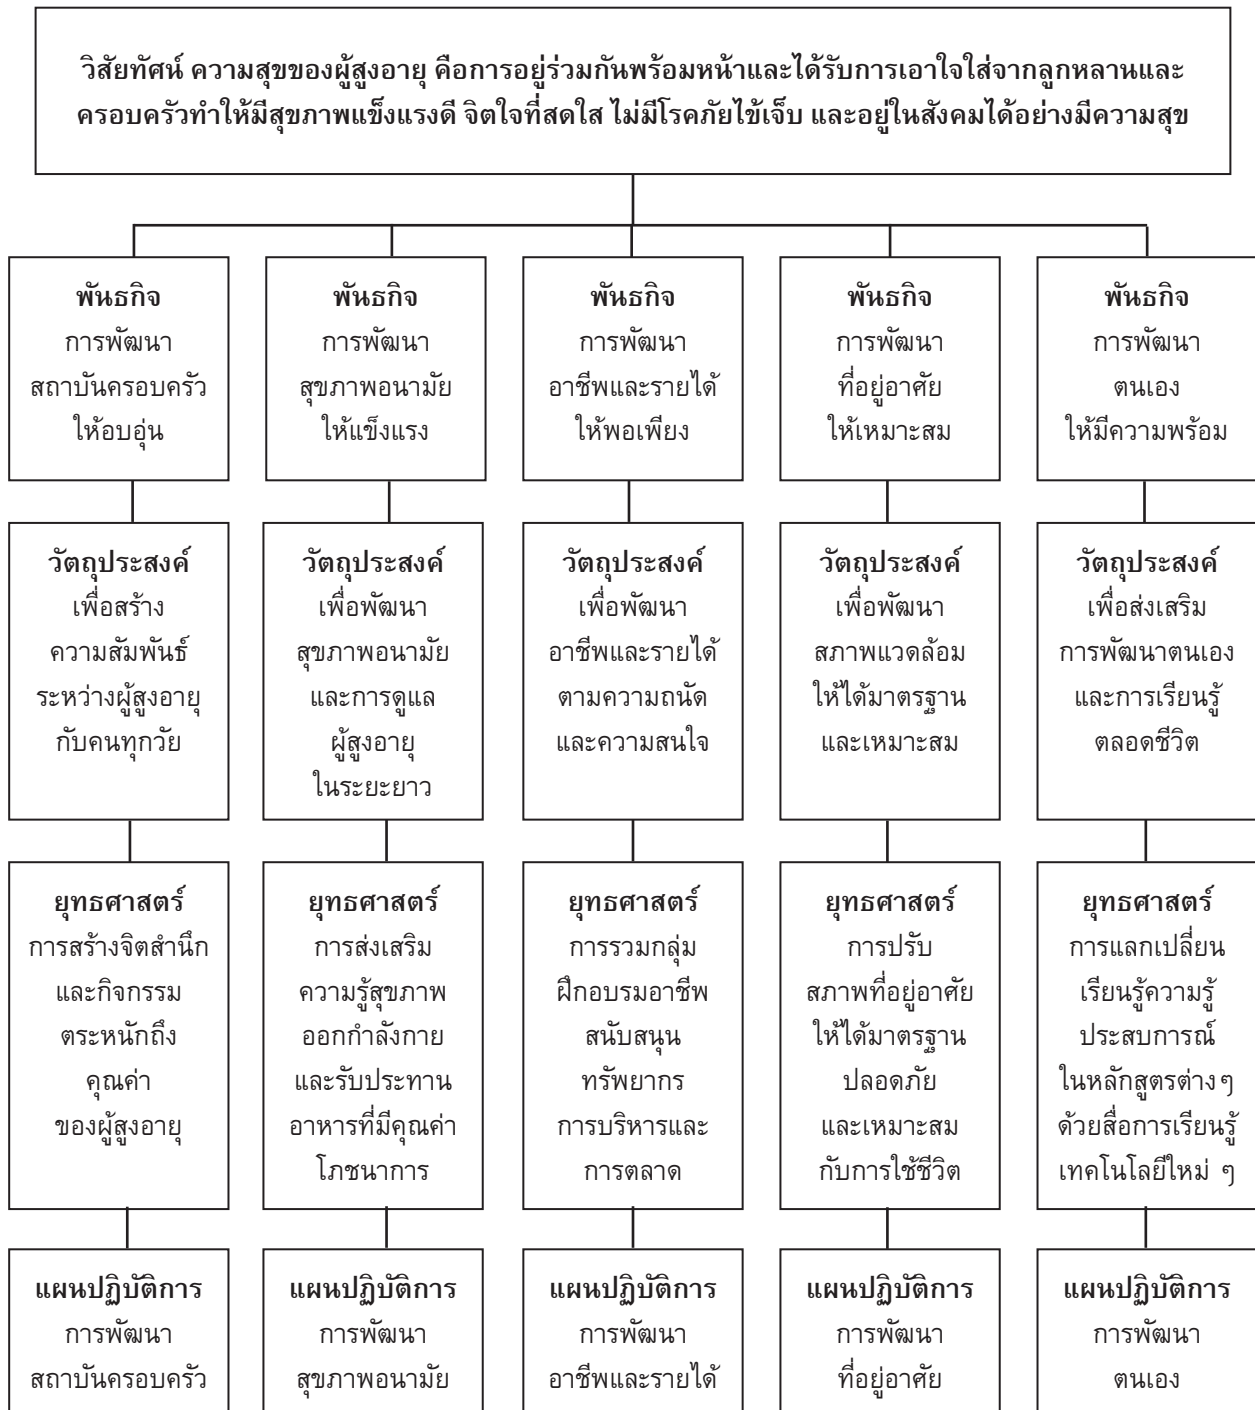 วิสัยทัศน์ ความสุขของผู้สูงอายุ คือการอยู่ร่วมกันพร้อมหน้าและได้รับการเอาใจใส่จากลูกหลานและ
ครอบครัวทำให้มีสุขภาพแข็งแรงดี จิตใจที่สดใส ไม่มีโรคภัยไข้เจ็บ และอยู่ในสังคมได้อย่างมีความสุข
พันธกิจ
การพัฒนา
สถาบันครอบครัว
ให้อบอุ่น
พันธกิจ
การพัฒนา
สุขภาพอนามัย
ให้แข็งแรง
พันธกิจ
การพัฒนา
อาชีพและรายได้
ให้พอเพียง
พันธกิจ
การพัฒนา
ที่อยู่อาศัย
ให้เหมาะสม
พันธกิจ
การพัฒนา
ตนเอง
ให้มีความพร้อม
วัตถุประสงค์
เพื่อสร้าง
ความสัมพันธ์
ระหว่างผู้สูงอายุ
กับคนทุกวัย
วัตถุประสงค์
เพื่อพัฒนา
สุขภาพอนามัย
และการดูแล
ผู้สูงอายุ
ในระยะยาว
วัตถุประสงค์
เพื่อพัฒนา
อาชีพและรายได้
ตามความถนัด
และความสนใจ
วัตถุประสงค์
เพื่อพัฒนา
สภาพแวดล้อม
ให้ได้มาตรฐาน
และเหมาะสม
วัตถุประสงค์
เพื่อส่งเสริม
การพัฒนาตนเอง
และการเรียนรู้
ตลอดชีวิต
ยุทธศาสตร์
การสร้างจิตสำนึก
และกิจกรรม
ตระหนักถึง
คุณค่า
ของผู้สูงอายุ
ยุทธศาสตร์
การส่งเสริม
ความรู้สุขภาพ
ออกกำลังกาย
และรับประทาน
อาหารที่มีคุณค่า
โภชนาการ
ยุทธศาสตร์
การรวมกลุ่ม
ฝึกอบรมอาชีพ
สนับสนุน
ทรัพยากร
การบริหารและ
การตลาด
ยุทธศาสตร์
การปรับ
สภาพที่อยู่อาศัย
ให้ได้มาตรฐาน
ปลอดภัย
และเหมาะสม
กับการใช้ชีวิต
ยุทธศาสตร์
การแลกเปลี่ยน
เรียนรู้ความรู้
ประสบการณ์
ในหลักสูตรต่างๆ
ด้วยสื่อการเรียนรู้
เทคโนโลยีใหม่ ๆ
แผนปฏิบัติการ
การพัฒนา
สถาบันครอบครัว
แผนปฏิบัติการ
การพัฒนา
สุขภาพอนามัย
แผนปฏิบัติการ
การพัฒนา
อาชีพและรายได้
แผนปฏิบัติการ
การพัฒนา
ที่อยู่อาศัย
แผนปฏิบัติการ
การพัฒนา
ตนเอง